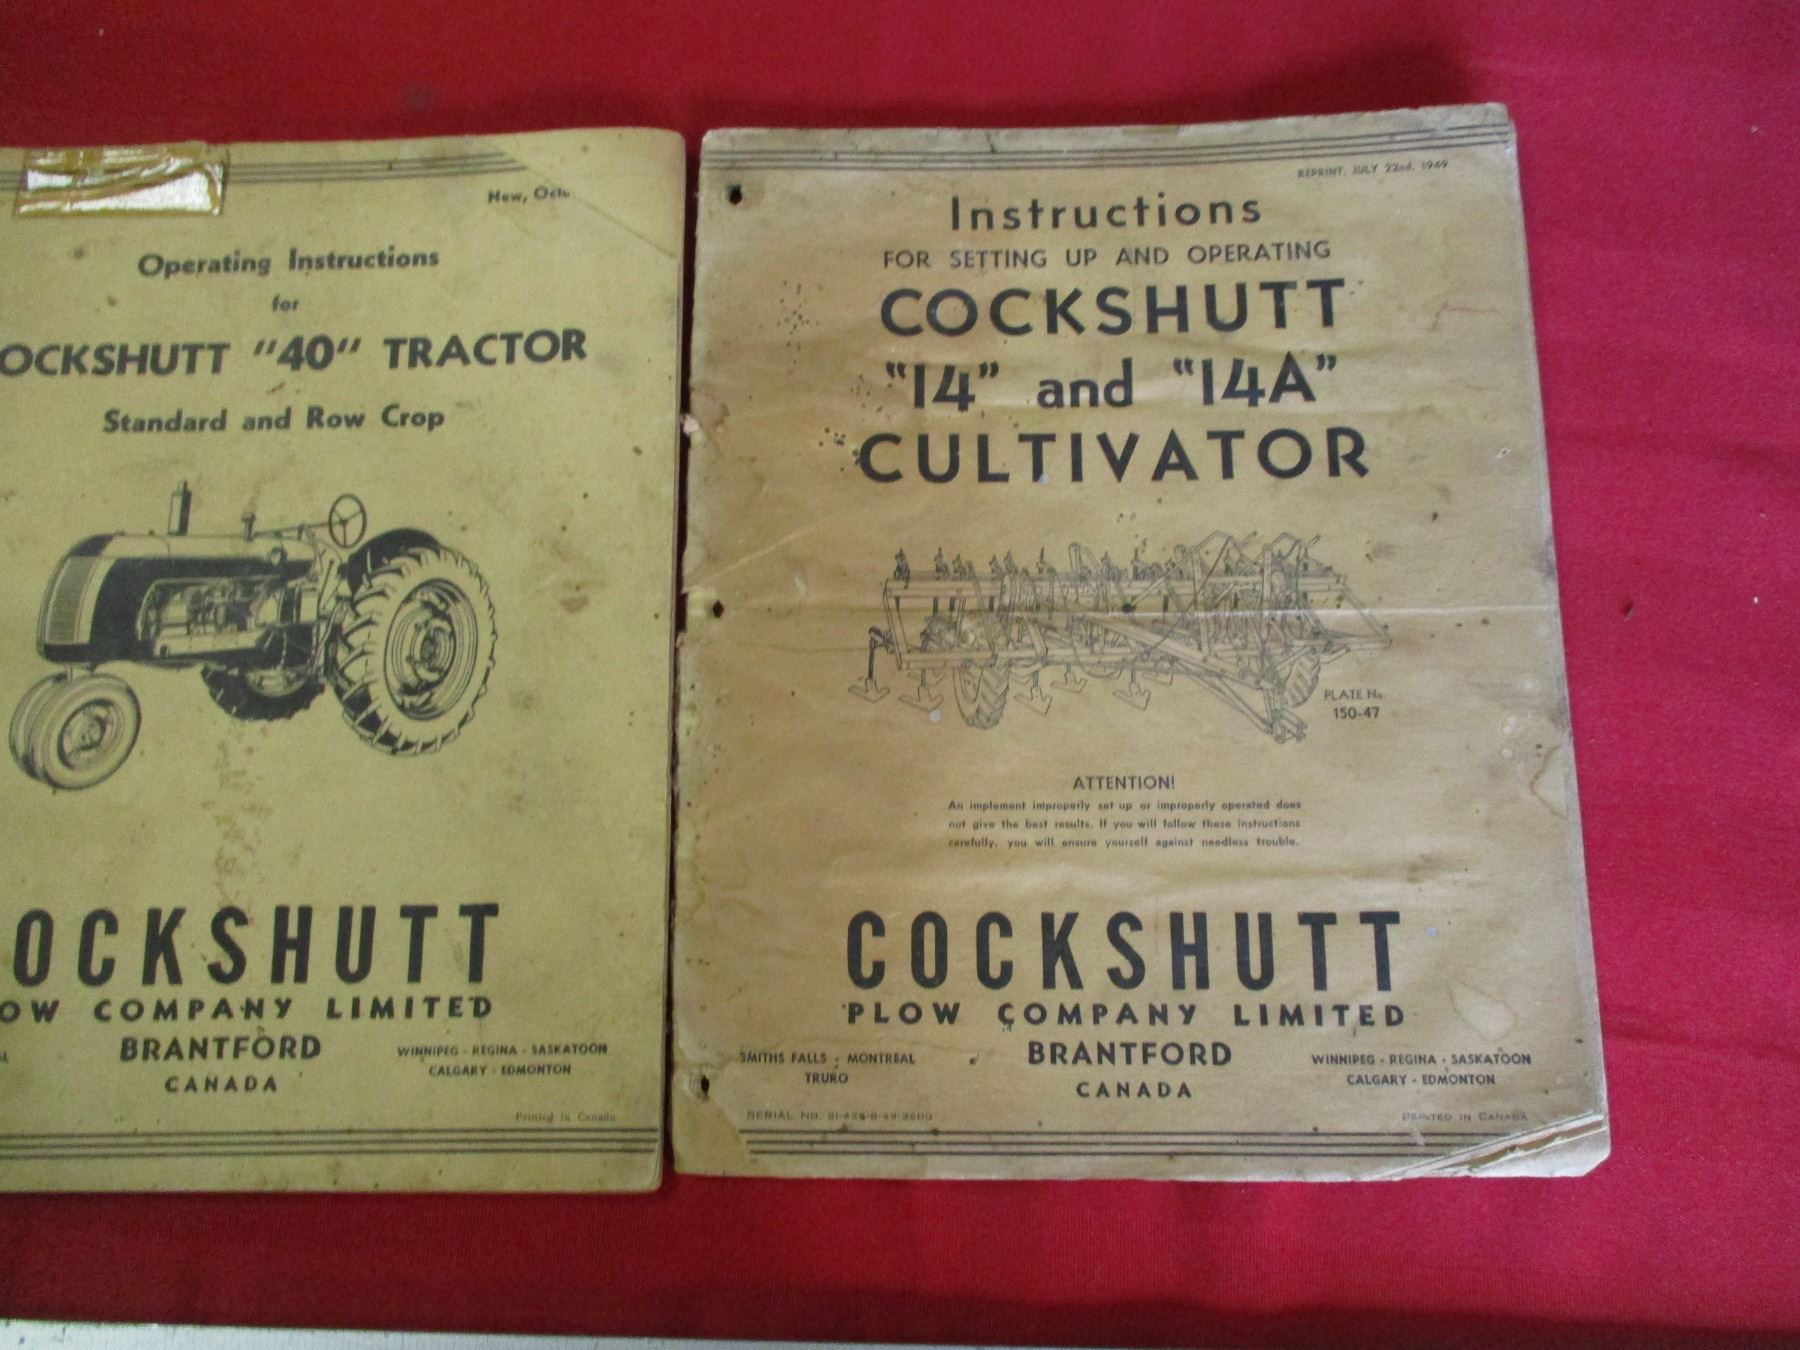 New, Octo
Operating Instructions
for
OCKSHUTT "40" TRACTOR
Standard and Row Crop
OCKSHUTT
OW COMPANY LIMITED
BRANTFORD
CANADA
WINNIPEG - REGINA - SASKATOON
CALGARY - EDMONTON
Printed in Canada
REPRINT, JULY 22nd, 1949
Instructions
FOR SETTING UP AND OPERATING
COCKSHUTT
"14" and "14A"
CULTIVATOR
PLATE No.
150-47
ATTENTION!
An implement improperly set up or improperly operated does
not give the best results. If you will follow these instructions
carefully, you will ensure yourself against needless trouble.
COCKSHUTT
PLOW COMPANY LIMITED
SMITHS FALLS - MONTREAL
TRURO
BRANTFORD
CANADA
WINNIPEG - REGINA - SASKATOON
CALGARY - EDMONTON
SERIAL NO.
PRINTED IN CANADA